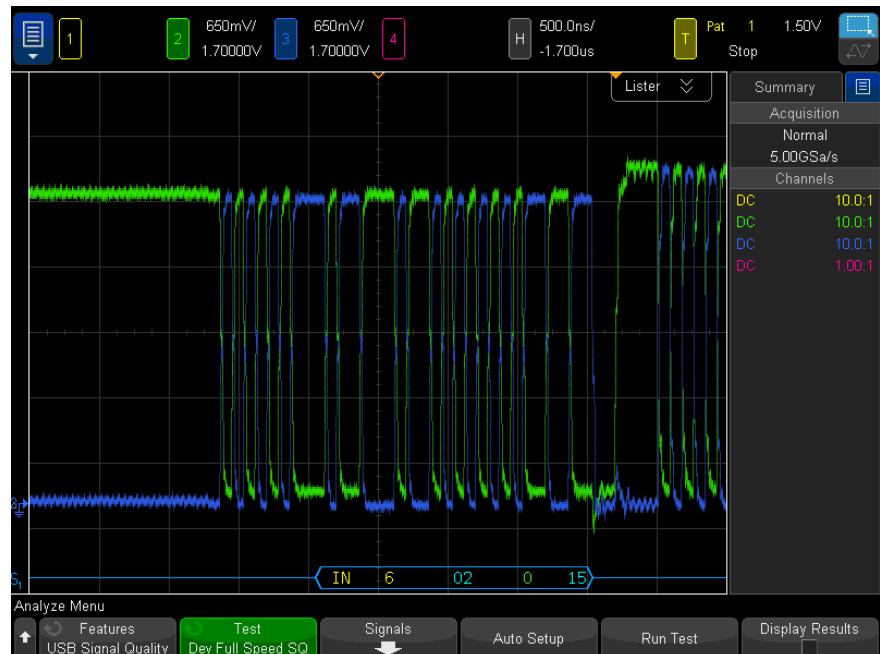 1 2 650mV/ 3 650mV/ 4 H 500.0ns/ T Pat 1 1.50V
1.70000V 1.70000V -1.700us Stop
Lister
Summary
Acquisition
Normal
5.00GSa/s
Channels
DC 10.0:1
DC 10.0:1
DC 10.0:1
DC 1.00:1
S1 IN 6 02 0 15
Analyze Menu
Features Test Signals Auto Setup Run Test Display Results
USB Signal Quality Dev Full Speed SQ